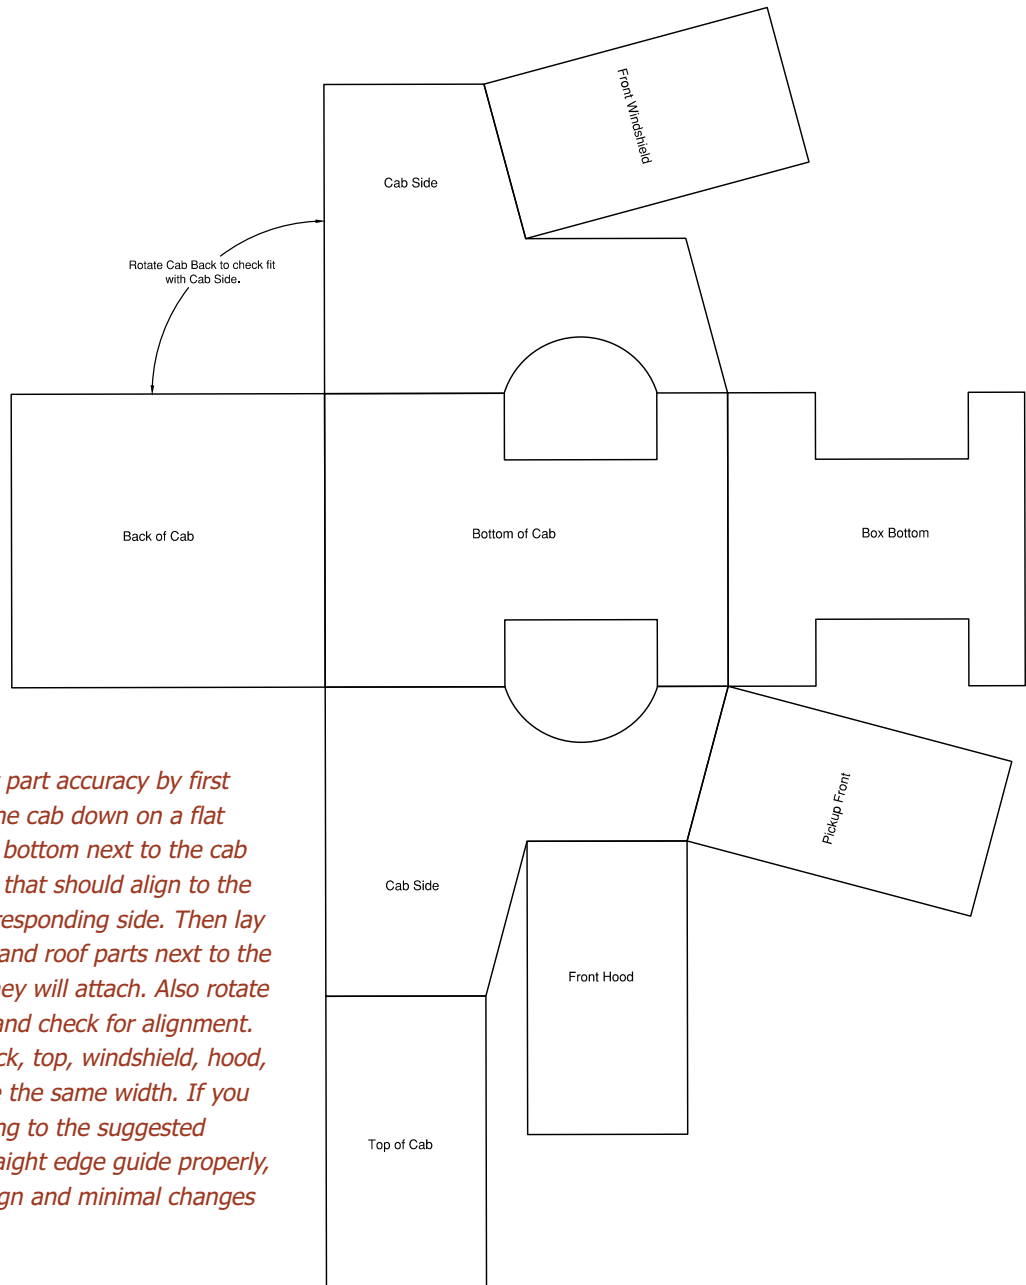 Front Windshield
Cab Side
Rotate Cab Back to check fit
with Cab Side.
Back of Cab
Bottom of Cab
Box Bottom
part accuracy by first
he cab down on a flat
bottom next to the cab
that should align to the
responding side. Then lay
and roof parts next to the
ey will attach. Also rotate
and check for alignment.
ck, top, windshield, hood,
e the same width. If you
ng to the suggested
aight edge guide properly,
ign and minimal changes
Pickup Front
Cab Side
Front Hood
Top of Cab